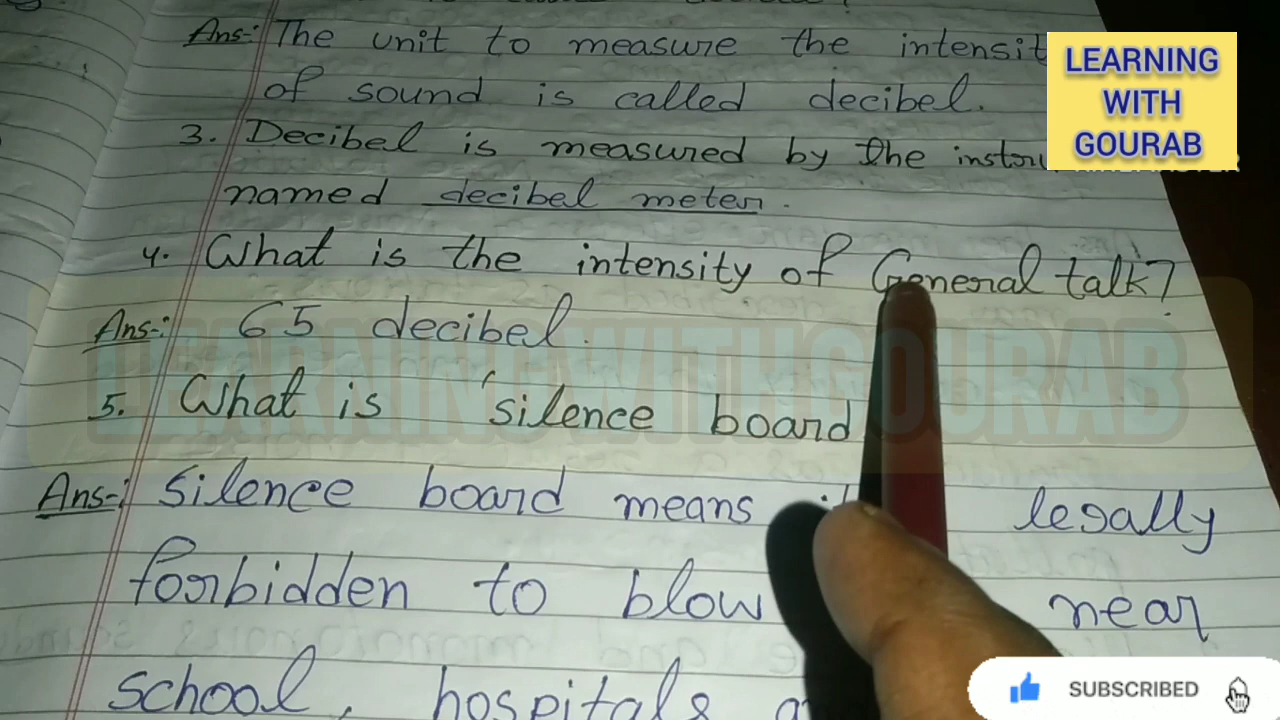 Ans-: The unit to measure the
of sound is called decibel.
3. Decibel is measured by the
named decibel meter.
4. What is the intensity of General talk?
Ans-: 65 decibel.
5. What is 'silence board
Ans-: Silence board means legally
forbidden to blow near
school, hospitals
LEARNING
WITH
GOURAB
LEARNINGWITHGOURAB
SUBSCRIBED